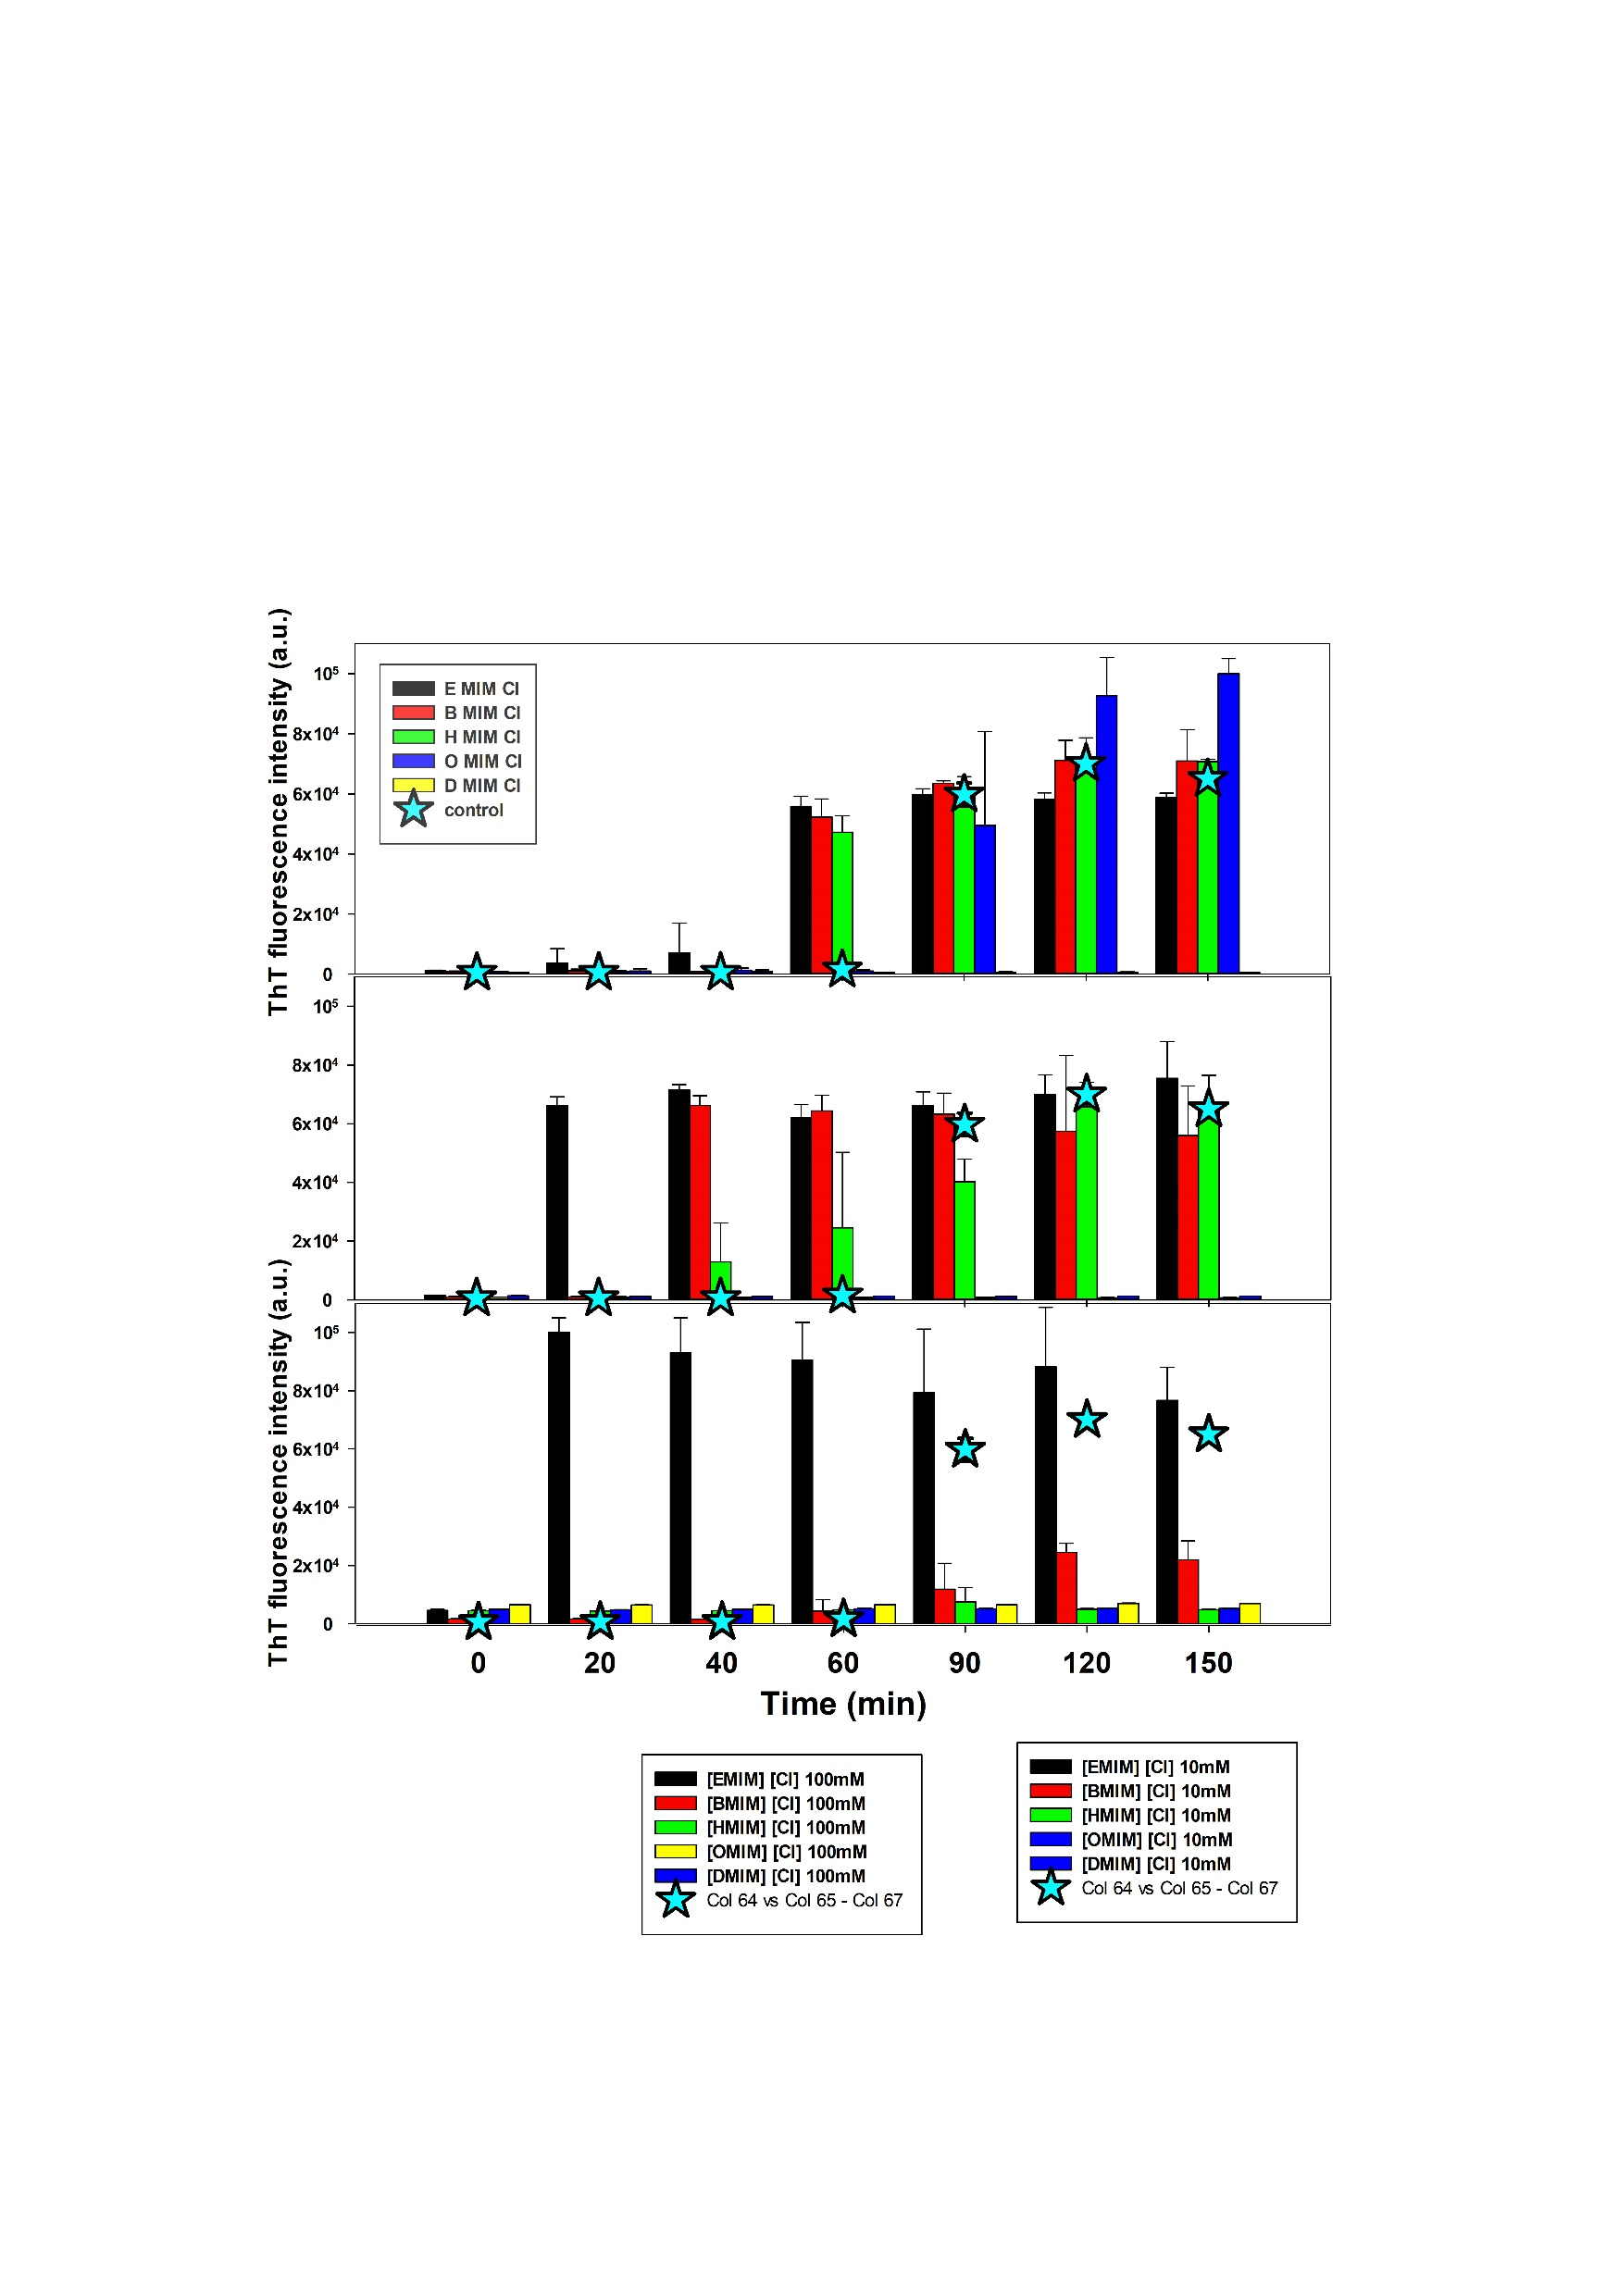 ThT fluorescence intensity (a.u.)
10⁵
8x10⁴
6x10⁴
4x10⁴
2x10⁴
0
E MIM Cl
B MIM Cl
H MIM Cl
O MIM Cl
D MIM Cl
control
10⁵
8x10⁴
6x10⁴
4x10⁴
2x10⁴
0
ThT fluorescence intensity (a.u.)
10⁵
8x10⁴
6x10⁴
4x10⁴
2x10⁴
0
0 20 40 60 90 120 150
Time (min)
[EMIM] [Cl] 100mM
[BMIM] [Cl] 100mM
[HMIM] [Cl] 100mM
[OMIM] [Cl] 100mM
[DMIM] [Cl] 100mM
Col 64 vs Col 65 - Col 67
[EMIM] [Cl] 10mM
[BMIM] [Cl] 10mM
[HMIM] [Cl] 10mM
[OMIM] [Cl] 10mM
[DMIM] [Cl] 10mM
Col 64 vs Col 65 - Col 67